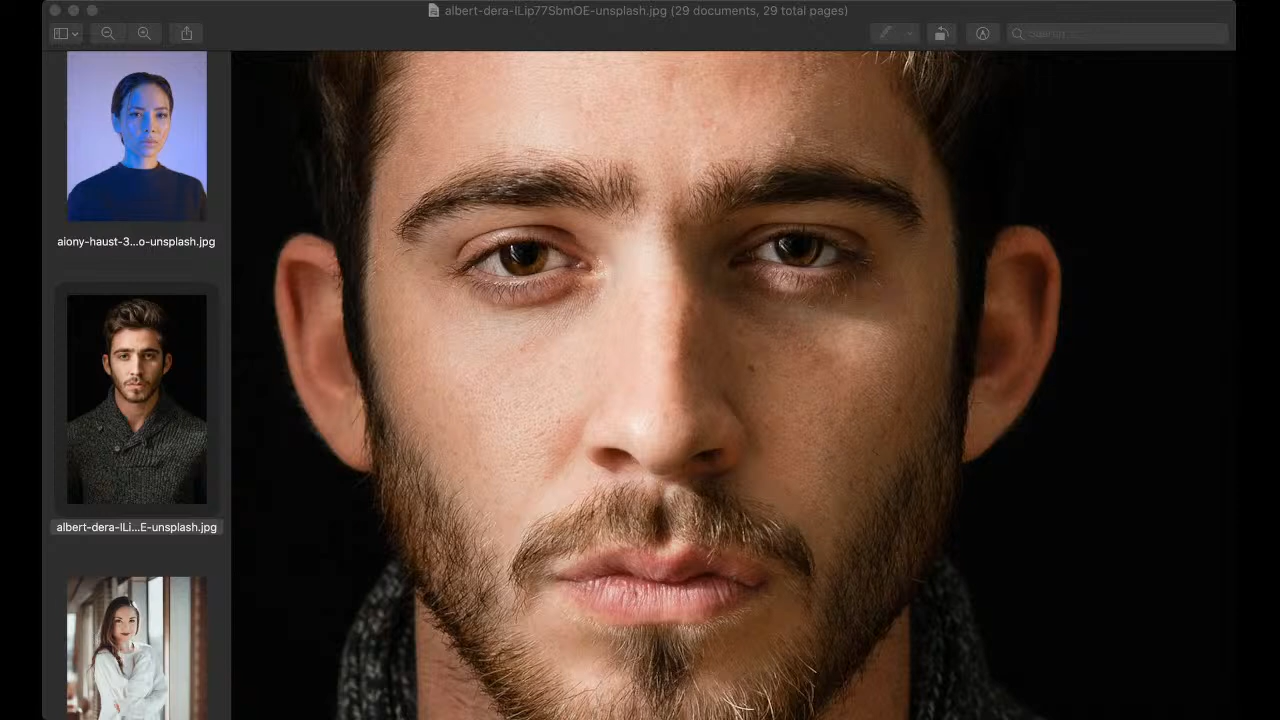 albert-dera-ILip77SbmOE-unsplash.jpg (29 documents, 29 total pages)
Search
aiony-haust-3...o-unsplash.jpg
albert-dera-ILi...E-unsplash.jpg